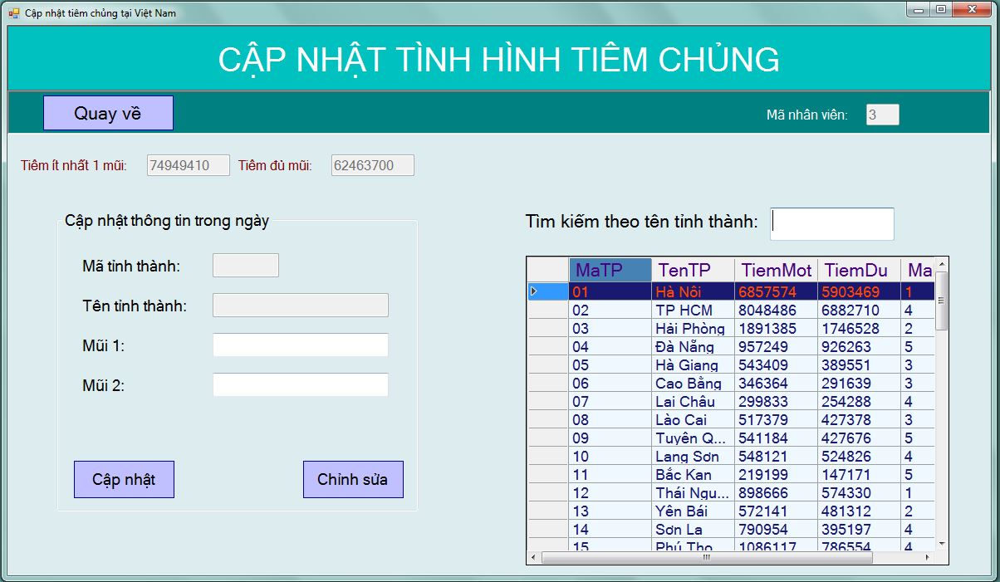 Cập nhật tiêm chủng tại Việt Nam
CẬP NHẬT TÌNH HÌNH TIÊM CHỦNG
Quay về
Mã nhân viên: 3
Tiêm ít nhất 1 mũi: 74949410 Tiêm đủ mũi: 62463700
Cập nhật thông tin trong ngày
Mã tỉnh thành:
Tên tỉnh thành:
Mũi 1:
Mũi 2:
Cập nhật
Chỉnh sửa
Tìm kiếm theo tên tỉnh thành:
MaTP TenTP TiemMot TiemDu Ma
01 Hà Nội 6857574 5903469 1
02 TP HCM 8048486 6882710 4
03 Hải Phòng 1891385 1746528 2
04 Đà Nẵng 957249 926263 5
05 Hà Giang 543409 389551 3
06 Cao Bằng 346364 291639 3
07 Lai Châu 299833 254288 4
08 Lào Cai 517379 427378 3
09 Tuyên Q... 541184 427676 5
10 Lạng Sơn 548121 524826 4
11 Bắc Kạn 219199 147171 5
12 Thái Ngu... 898666 574330 1
13 Yên Bái 572141 481312 2
14 Sơn La 790954 395197 4
15 Phú Thọ 1086117 786554 4